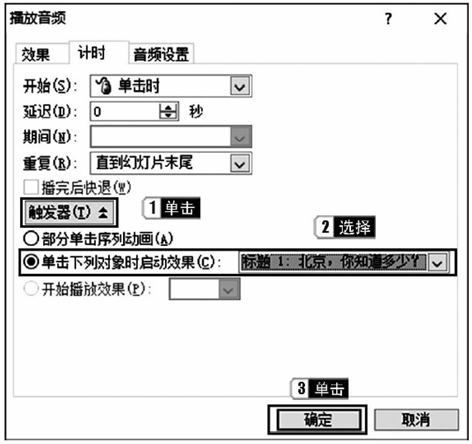 播放音频 ? ×
效果 计时 音频设置
开始(S): 单击时
延迟(D): 0 秒
期间(N):
重复(R): 直到幻灯片末尾
播完后快退(W)
触发器(T) 1 单击
部分单击序列动画(A) 2 选择
单击下列对象时启动效果(C): 标题 1: 北京，你知道多少?
开始播放效果(P):
3 单击
确定 取消